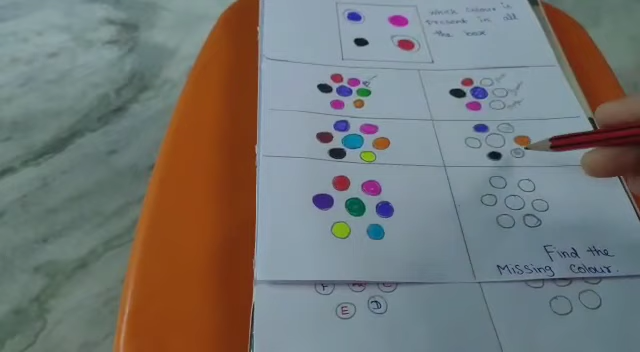 which colour is
present in all
the box
Find the
Missing colour.
E
D